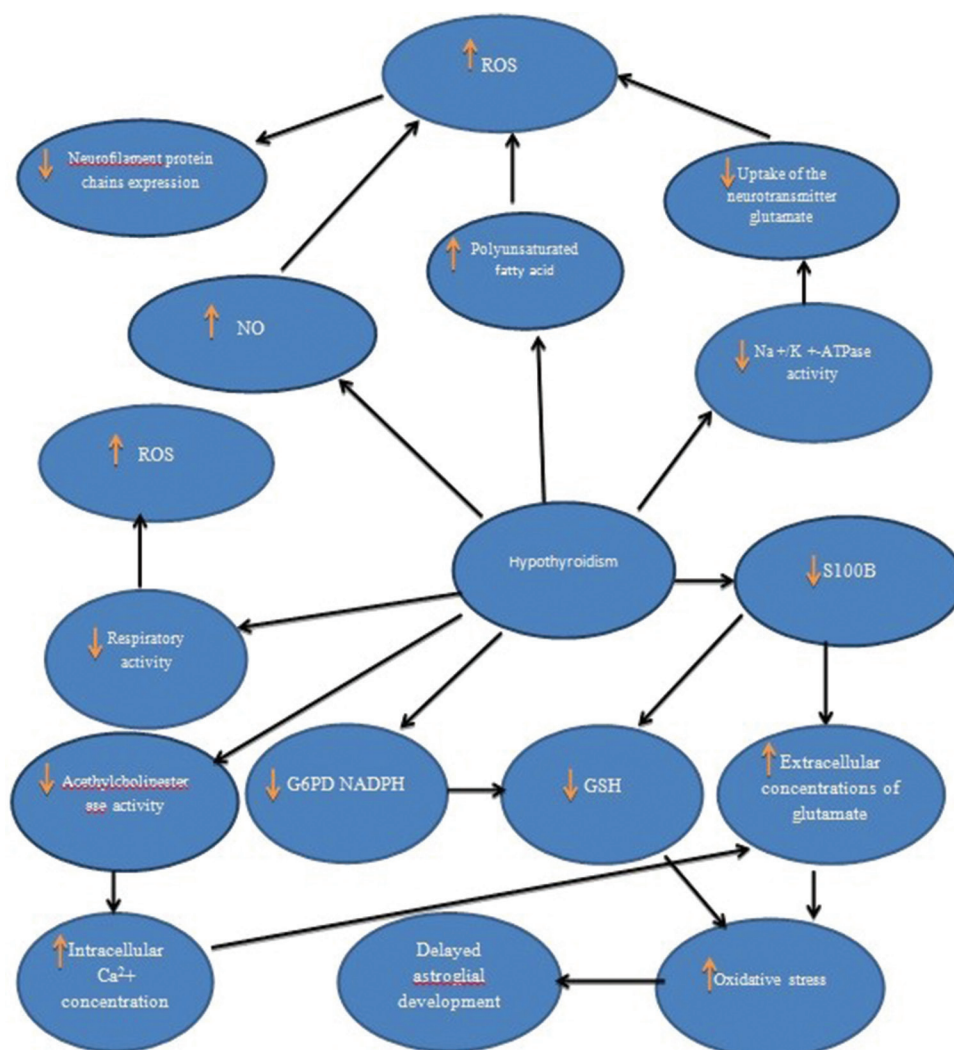 ROS
Neurofilament protein
chains expression
Uptake of the
neurotransmitter
glutamate
Polyunsaturated
fatty acid
NO
Na +/K +-ATPase
activity
ROS
Hypothyroidism
S100B
Respiratory
activity
Acethylcholinester
sse activity
G6PD NADPH
GSH
Extracellular
concentrations of
glutamate
Intracellular
Ca²+
concentration
Delayed
astroglial
development
Oxidative stress